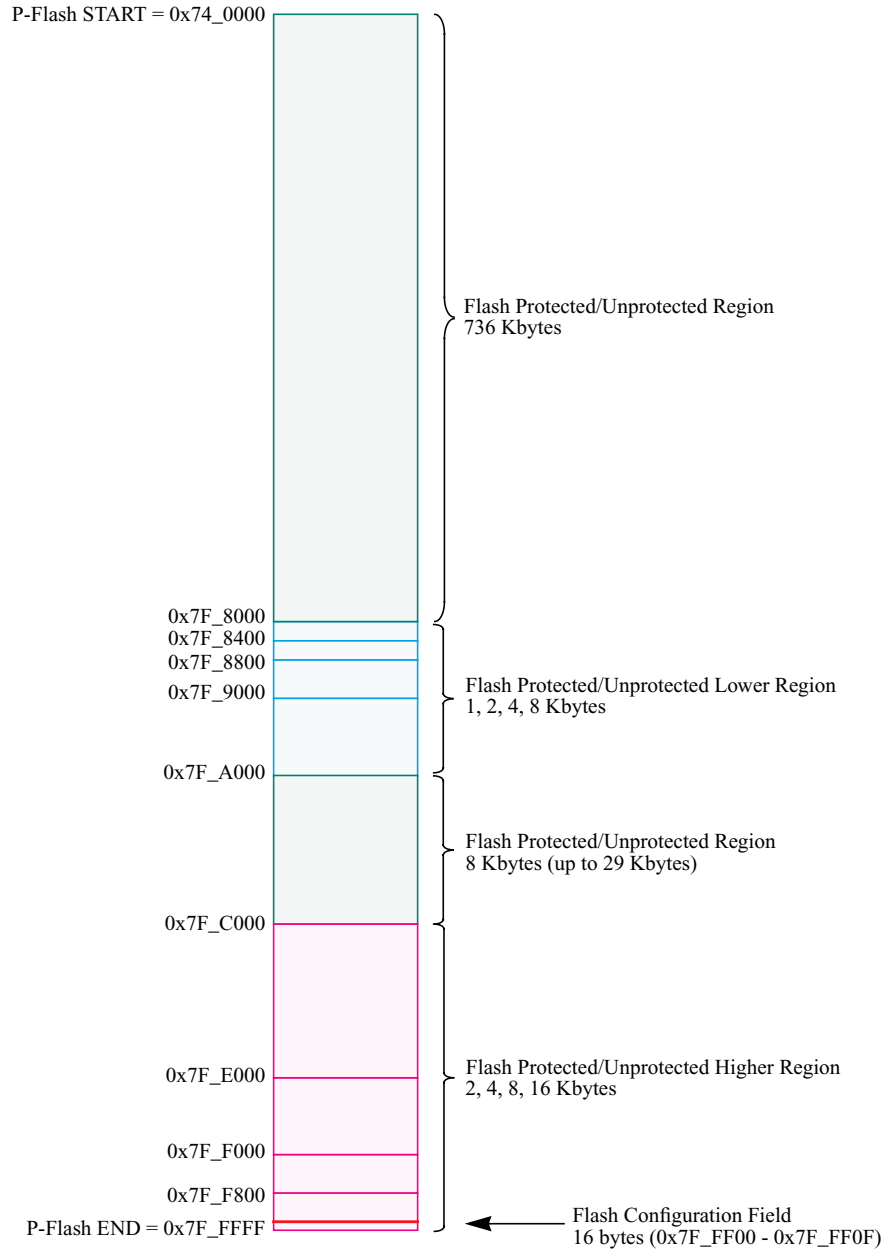 P-Flash START = 0x74_0000
Flash Protected/Unprotected Region
736 Kbytes
0x7F_8000
0x7F_8400
0x7F_8800
0x7F_9000
Flash Protected/Unprotected Lower Region
1, 2, 4, 8 Kbytes
0x7F_A000
Flash Protected/Unprotected Region
8 Kbytes (up to 29 Kbytes)
0x7F_C000
0x7F_E000
Flash Protected/Unprotected Higher Region
2, 4, 8, 16 Kbytes
0x7F_F000
0x7F_F800
P-Flash END = 0x7F_FFFF
Flash Configuration Field
16 bytes (0x7F_FF00 - 0x7F_FF0F)